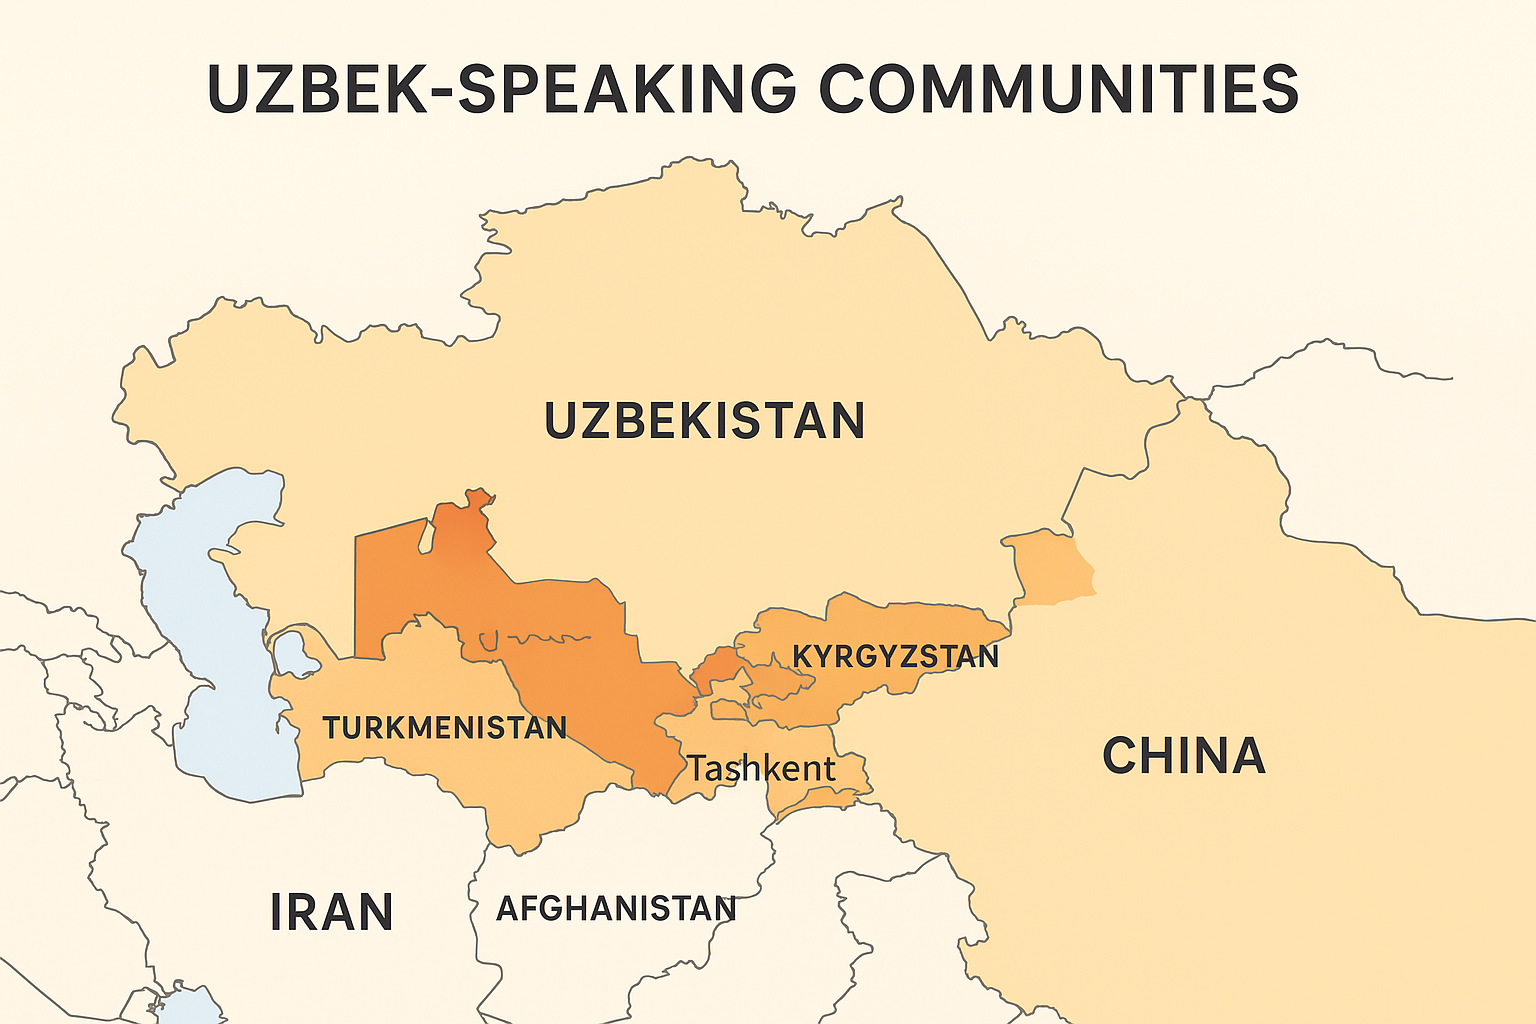 UZBEK-SPEAKING COMMUNITIES
UZBEKISTAN
KYRGYZSTAN
TURKMENISTAN
Tashkent
CHINA
IRAN
AFGHANISTAN